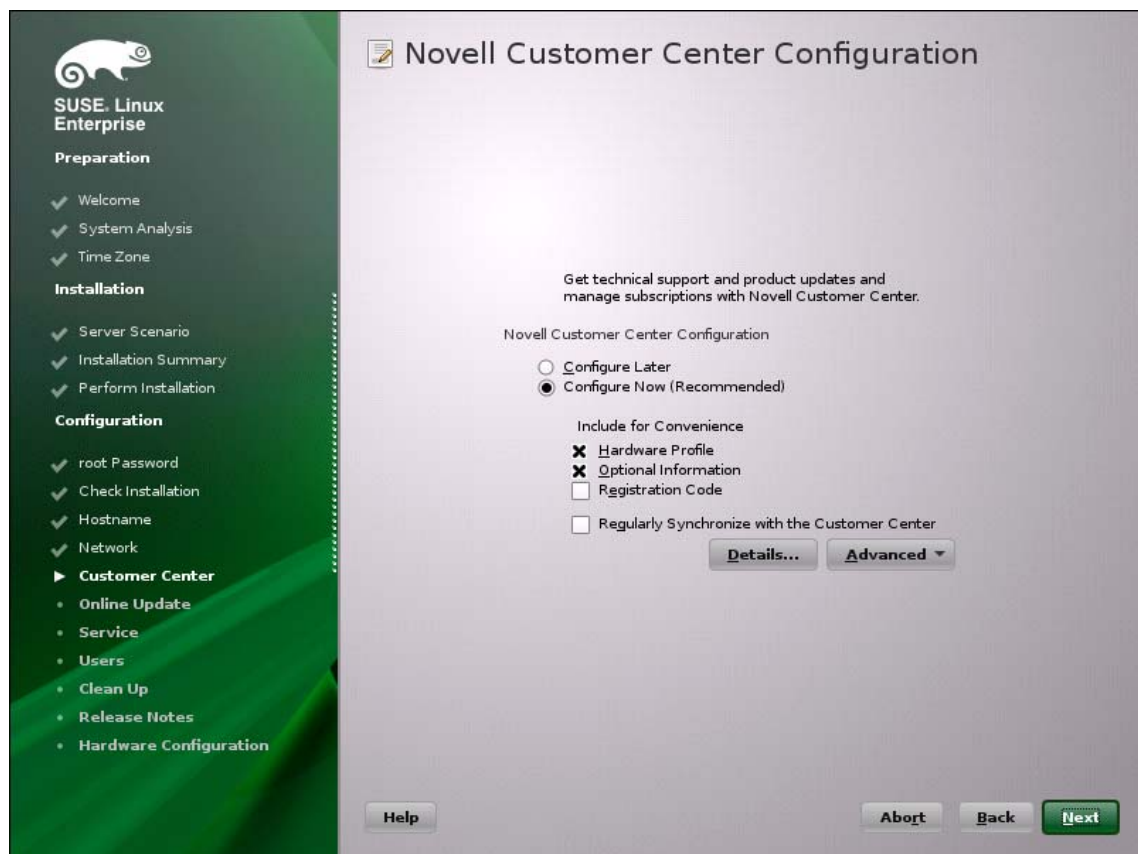 SUSE. Linux
Enterprise
Preparation
Welcome
System Analysis
Time Zone
Installation
Server Scenario
Installation Summary
Perform Installation
Configuration
root Password
Check Installation
Hostname
Network
Customer Center
Online Update
Service
Users
Clean Up
Release Notes
Hardware Configuration
Novell Customer Center Configuration
Get technical support and product updates and
manage subscriptions with Novell Customer Center.
Novell Customer Center Configuration
Configure Later
Configure Now (Recommended)
Include for Convenience
Hardware Profile
Optional Information
Registration Code
Regularly Synchronize with the Customer Center
Details... Advanced
Help Abort Back Next